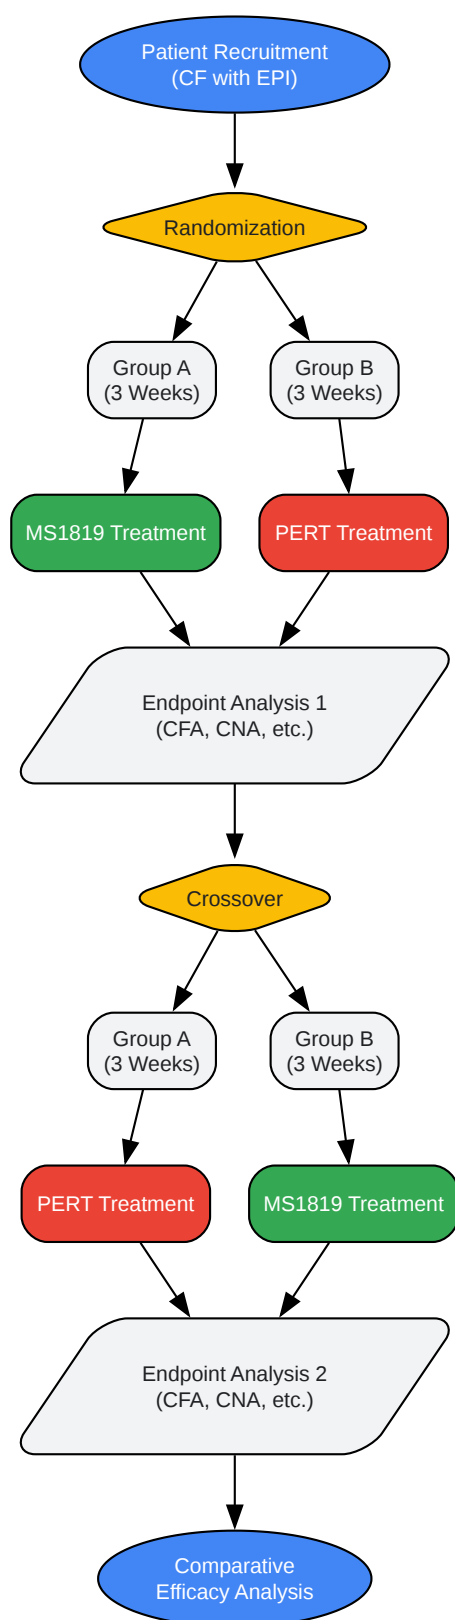 Patient Recruitment
(CF with EPI)
Randomization
Group A
(3 Weeks)
Group B
(3 Weeks)
MS1819 Treatment
PERT Treatment
Endpoint Analysis 1
(CFA, CNA, etc.)
Crossover
Group A
(3 Weeks)
Group B
(3 Weeks)
PERT Treatment
MS1819 Treatment
Endpoint Analysis 2
(CFA, CNA, etc.)
Comparative
Efficacy Analysis